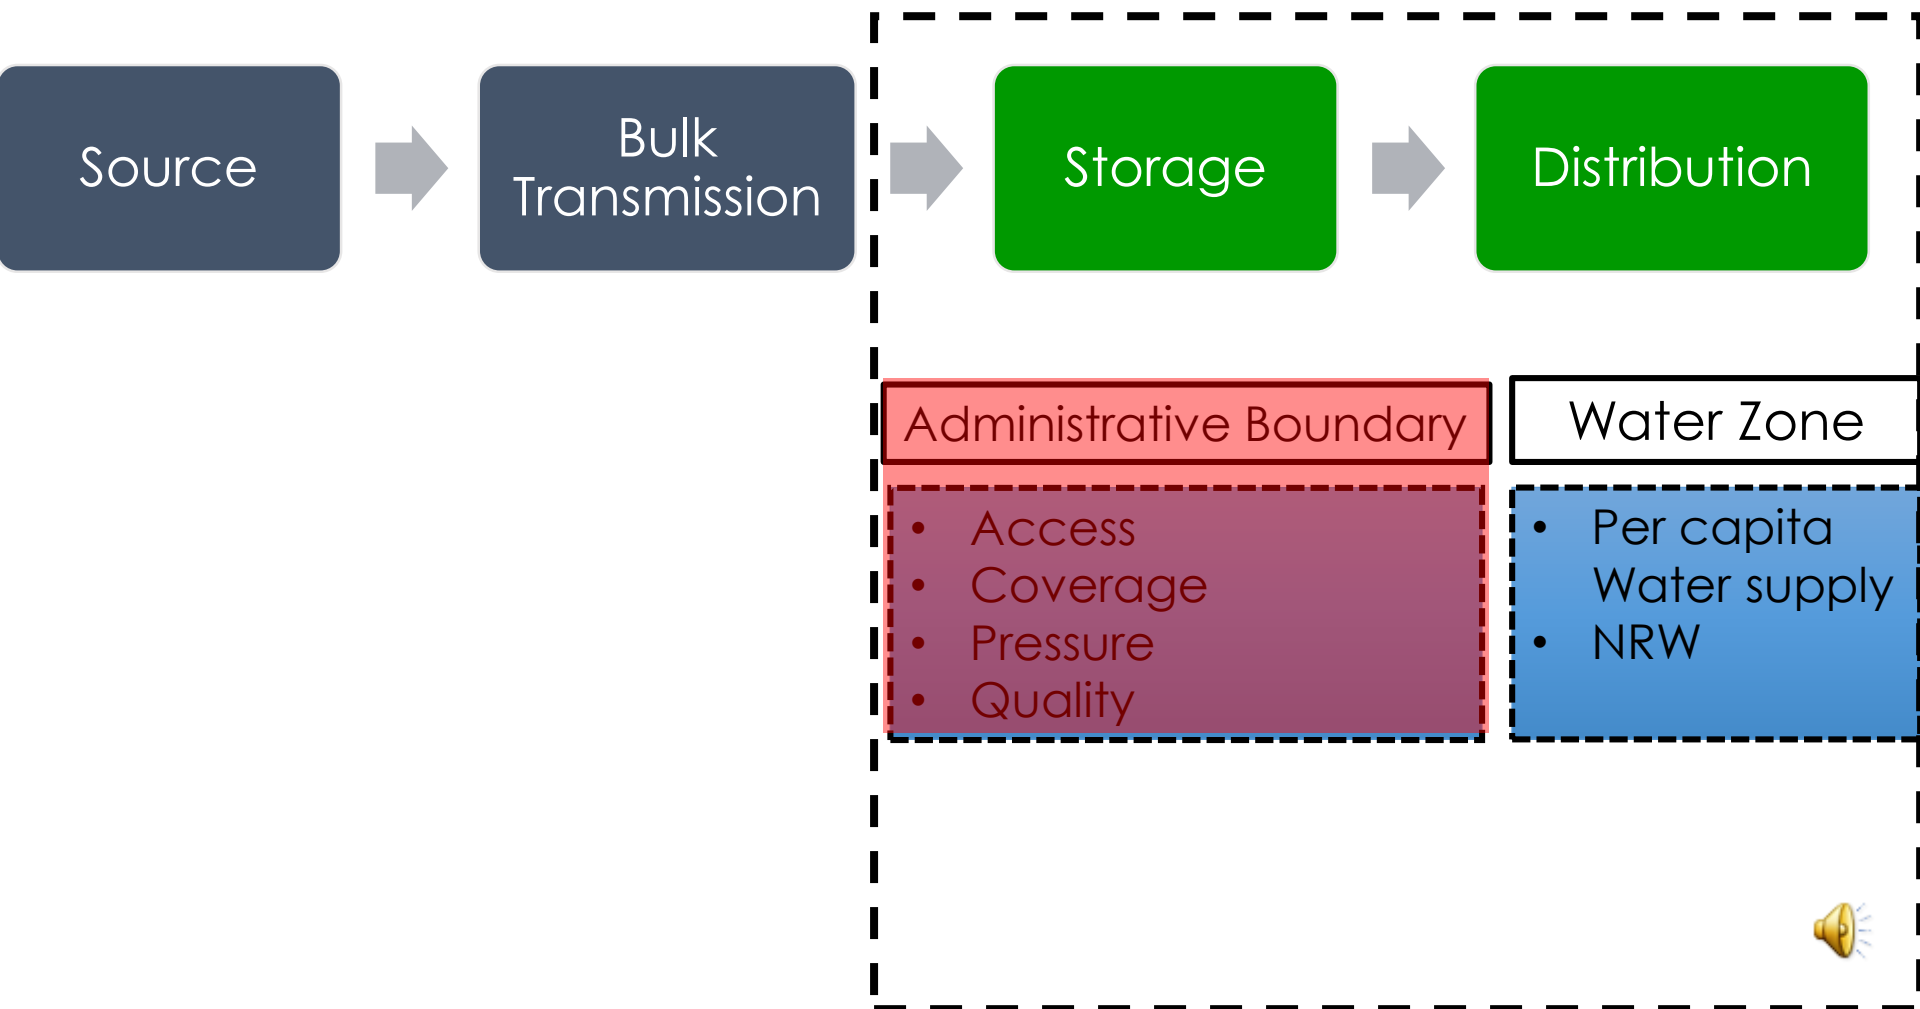 Source
Bulk
Transmission
Storage
Distribution
Administrative Boundary
• Access
• Coverage
• Pressure
• Quality
Water Zone
• Per capita
Water supply
• NRW